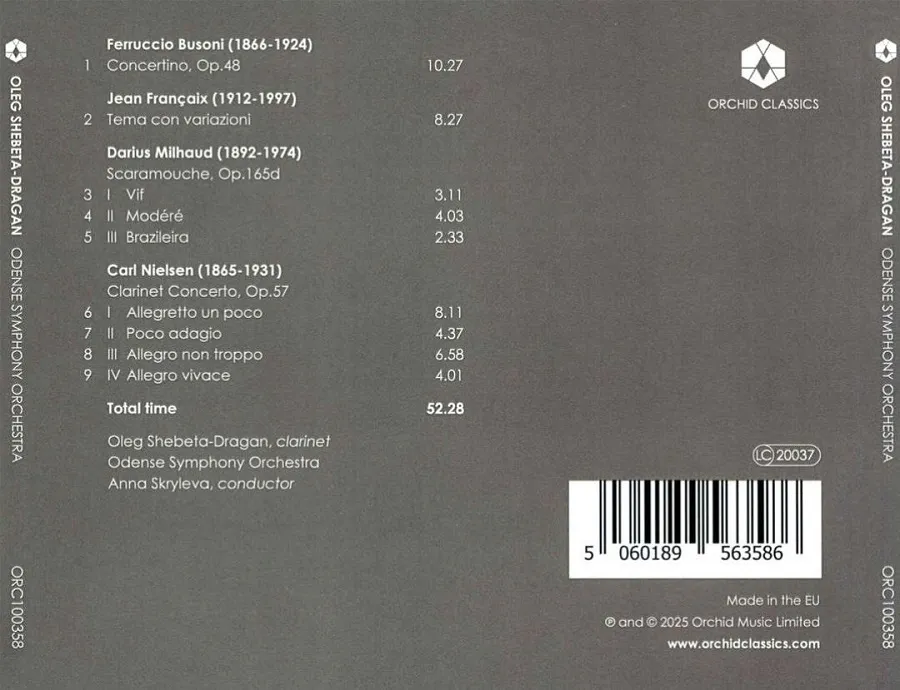 Ferruccio Busoni (1866-1924)
1 Concertino, Op.48 10.27
Jean Françaix (1912-1997)
2 Tema con variazioni 8.27
Darius Milhaud (1892-1974)
Scaramouche, Op.165d
3 I Vif 3.11
4 II Modéré 4.03
5 III Brazileira 2.33
Carl Nielsen (1865-1931)
Clarinet Concerto, Op.57
6 I Allegretto un poco 8.11
7 II Poco adagio 4.37
8 III Allegro non troppo 6.58
9 IV Allegro vivace 4.01
Total time 52.28
Oleg Shebeta-Dragan, clarinet
Odense Symphony Orchestra
Anna Skryleva, conductor
ORCHID CLASSICS
LC 20037
5 060189 563586
Made in the EU
℗ and © 2025 Orchid Music Limited
www.orchidclassics.com
OLEG SHEBETA-DRAGAN ODENSE SYMPHONY ORCHESTRA ORC100358
OLEG SHEBETA-DRAGAN ODENSE SYMPHONY ORCHESTRA ORC100358